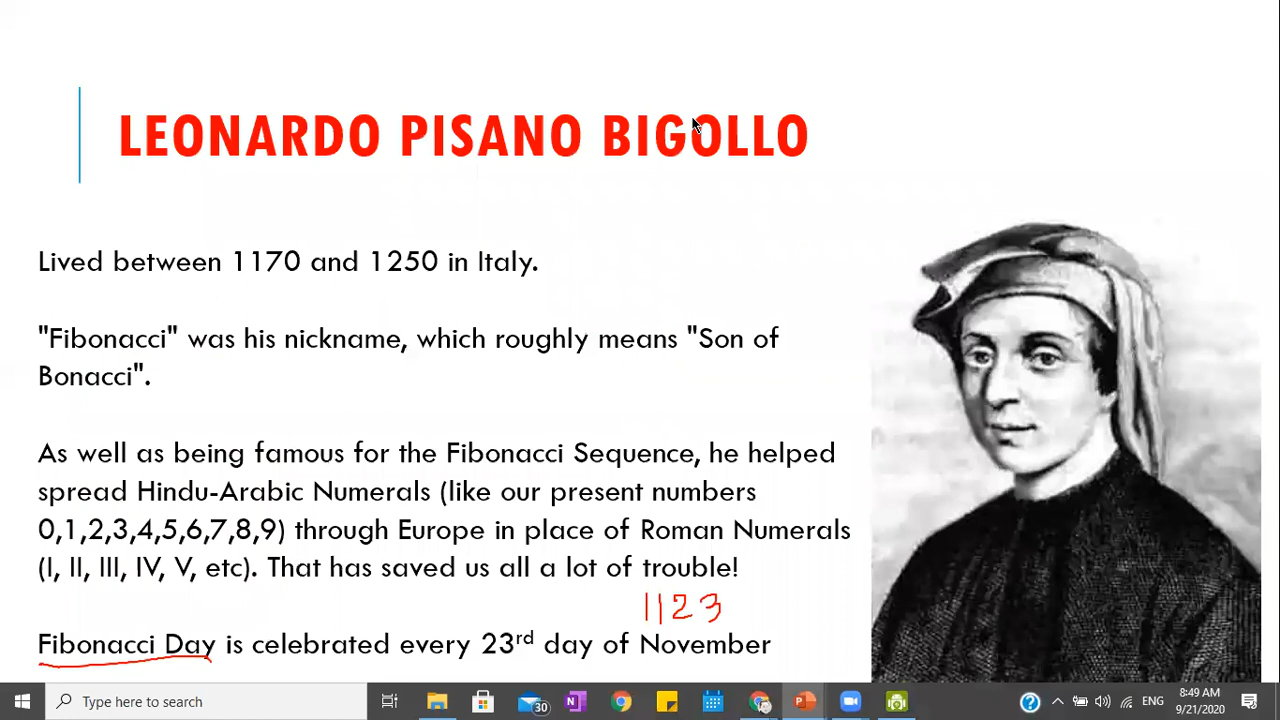 LEONARDO PISANO BIGOLLO
Lived between 1170 and 1250 in Italy.
"Fibonacci" was his nickname, which roughly means "Son of
Bonacci".
As well as being famous for the Fibonacci Sequence, he helped
spread Hindu-Arabic Numerals (like our present numbers
0,1,2,3,4,5,6,7,8,9) through Europe in place of Roman Numerals
(I, II, III, IV, V, etc). That has saved us all a lot of trouble!
1123
Fibonacci Day is celebrated every 23rd day of November
Type here to search
30
ENG
8:49 AM
9/21/2020